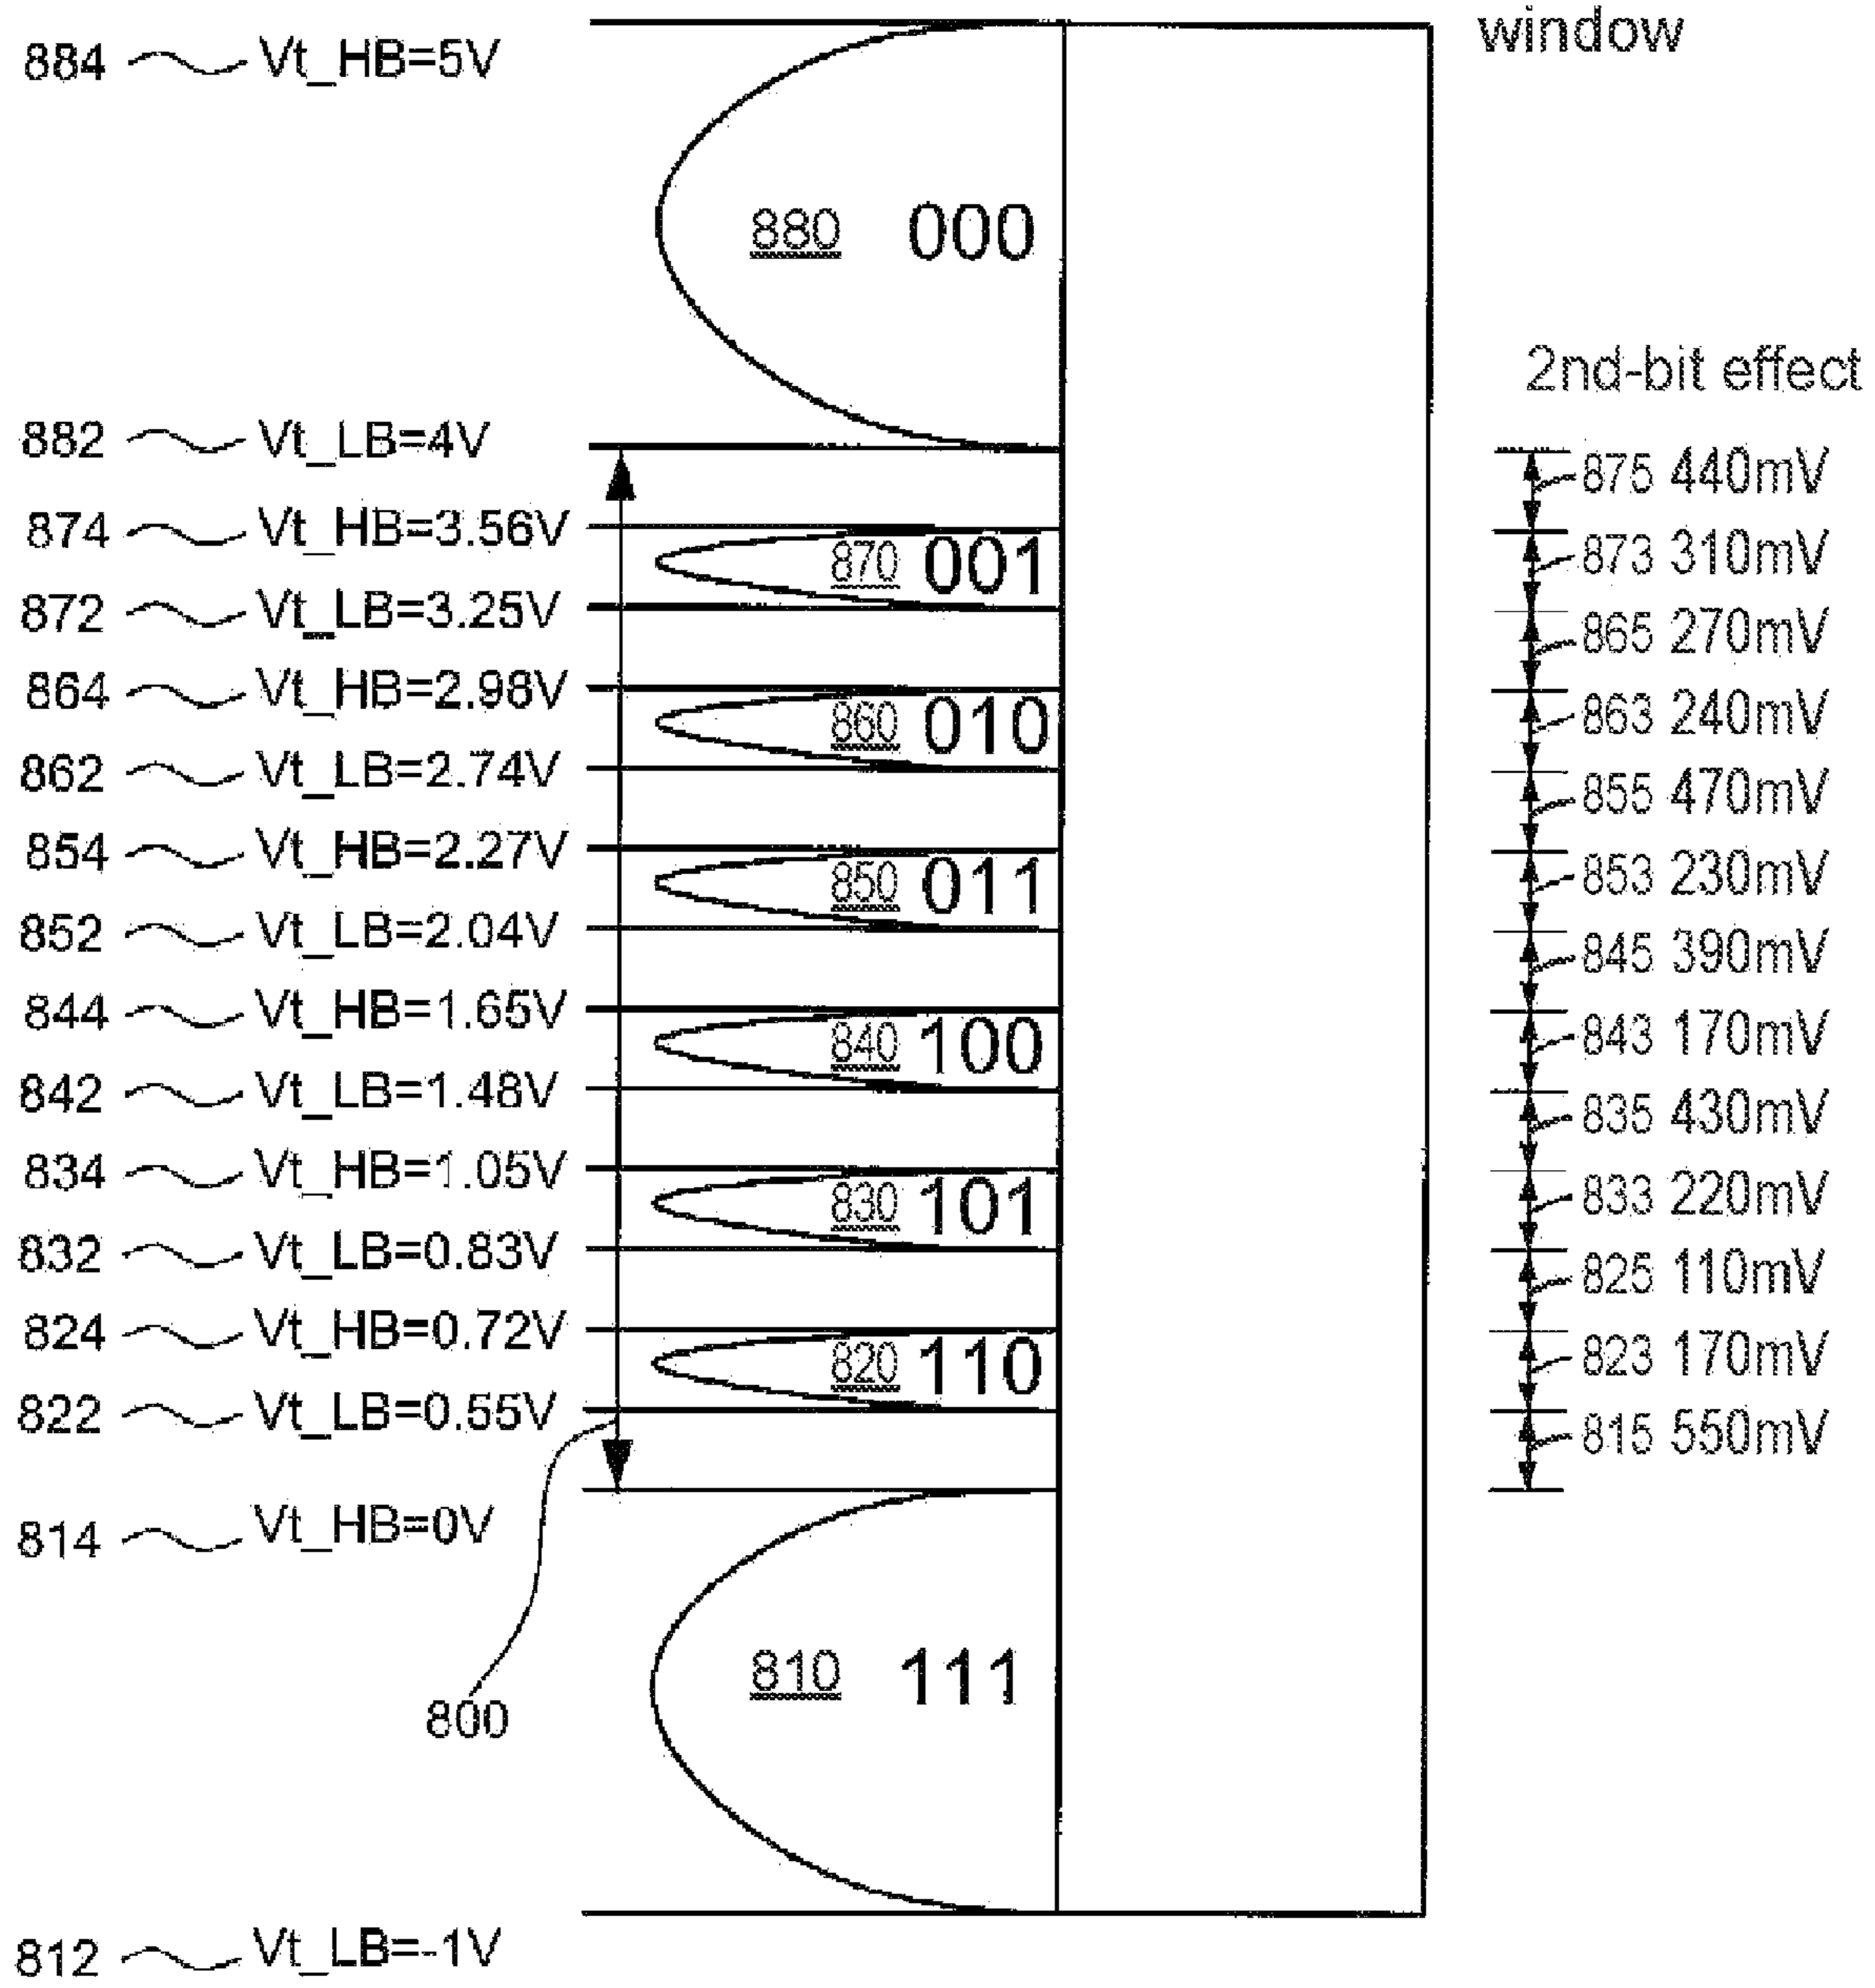 window
884 Vt_HB=5V
880 000
2nd-bit effect
882 Vt_LB=4V
875 440mV
874 Vt_HB=3.56V
870 001
873 310mV
872 Vt_LB=3.25V
865 270mV
864 Vt_HB=2.98V
860 010
863 240mV
862 Vt_LB=2.74V
855 470mV
854 Vt_HB=2.27V
850 011
853 230mV
852 Vt_LB=2.04V
845 390mV
844 Vt_HB=1.65V
840 100
843 170mV
842 Vt_LB=1.48V
835 430mV
834 Vt_HB=1.05V
830 101
833 220mV
832 Vt_LB=0.83V
825 110mV
824 Vt_HB=0.72V
820 110
823 170mV
822 Vt_LB=0.55V
815 550mV
814 Vt_HB=0V
810 111
800
812 Vt_LB=-1V